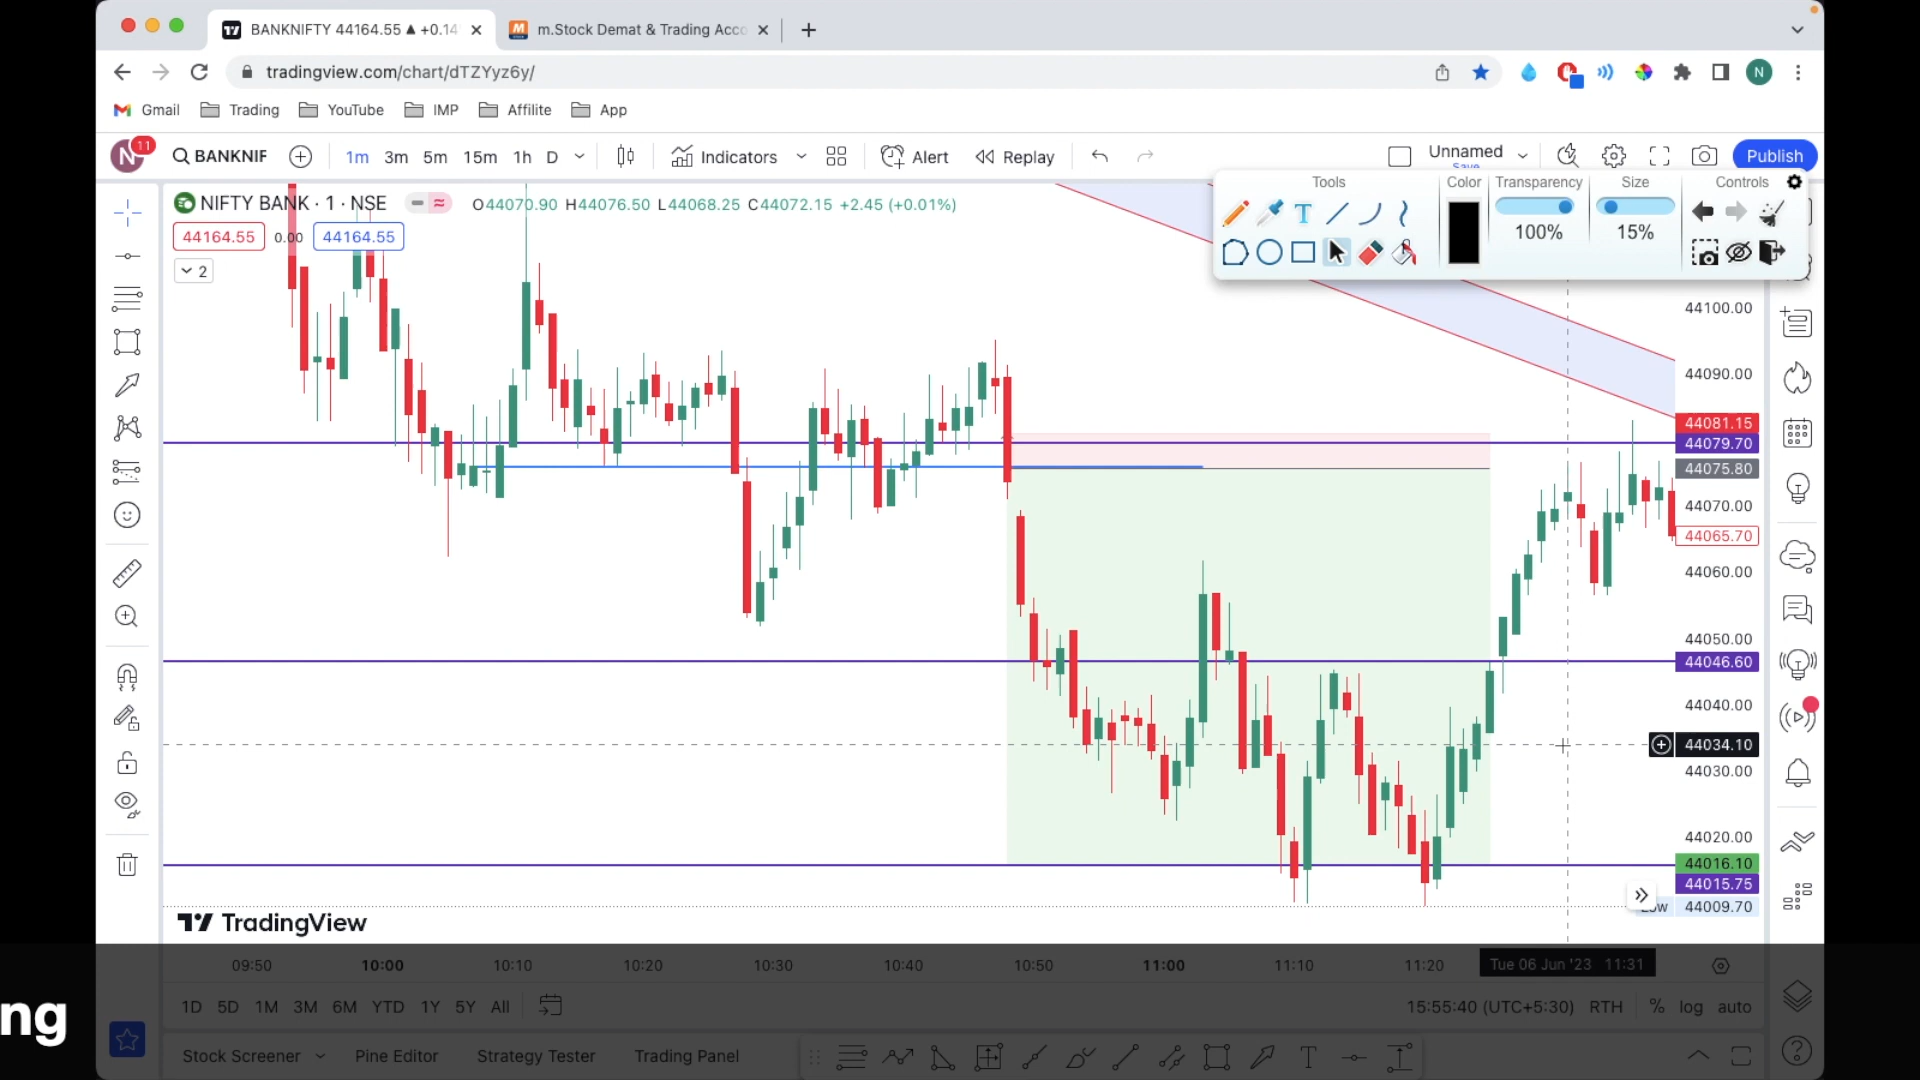 BANKNIFTY 44164.55 ▲ +0.14
m.Stock Demat & Trading Acco
tradingview.com/chart/dTZYyz6y/
N
Gmail
Trading
YouTube
IMP
Affilite
App
N
11
BANKNIF
1m
3m
5m
15m
1h
D
Indicators
Alert
Replay
Unnamed
Save
Publish
NIFTY BANK · 1 · NSE
O44070.90 H44076.50 L44068.25 C44072.15 +2.45 (+0.01%)
44164.55
0.00
44164.55
2
Tools
Color
Transparency
Size
Controls
T
100%
15%
44100.00
44090.00
44081.15
44079.70
44075.80
44070.00
44065.70
44060.00
44050.00
44046.60
44040.00
44034.10
44030.00
44020.00
44016.10
44015.75
Low
44009.70
TradingView
09:50
10:00
10:10
10:20
10:30
10:40
10:50
11:00
11:10
11:20
Tue 06 Jun '23 11:31
1D
5D
1M
3M
6M
YTD
1Y
5Y
All
15:55:40 (UTC+5:30)
RTH
%
log
auto
ng
Stock Screener
Pine Editor
Strategy Tester
Trading Panel
T